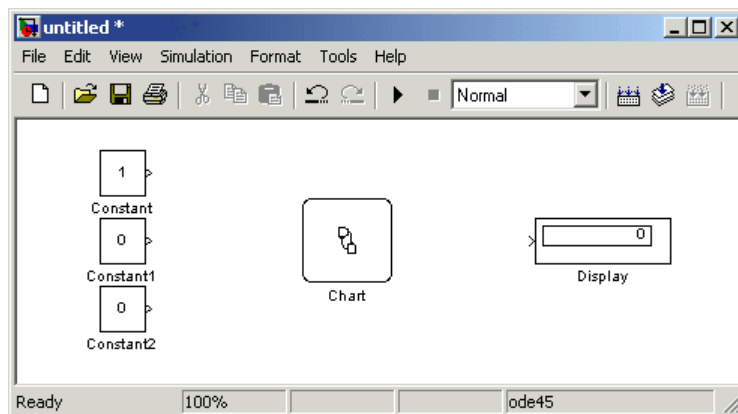 untitled *
File Edit View Simulation Format Tools Help
Normal
1
Constant
0
Constant1
0
Constant2
Chart
0
Display
Ready 100% ode45